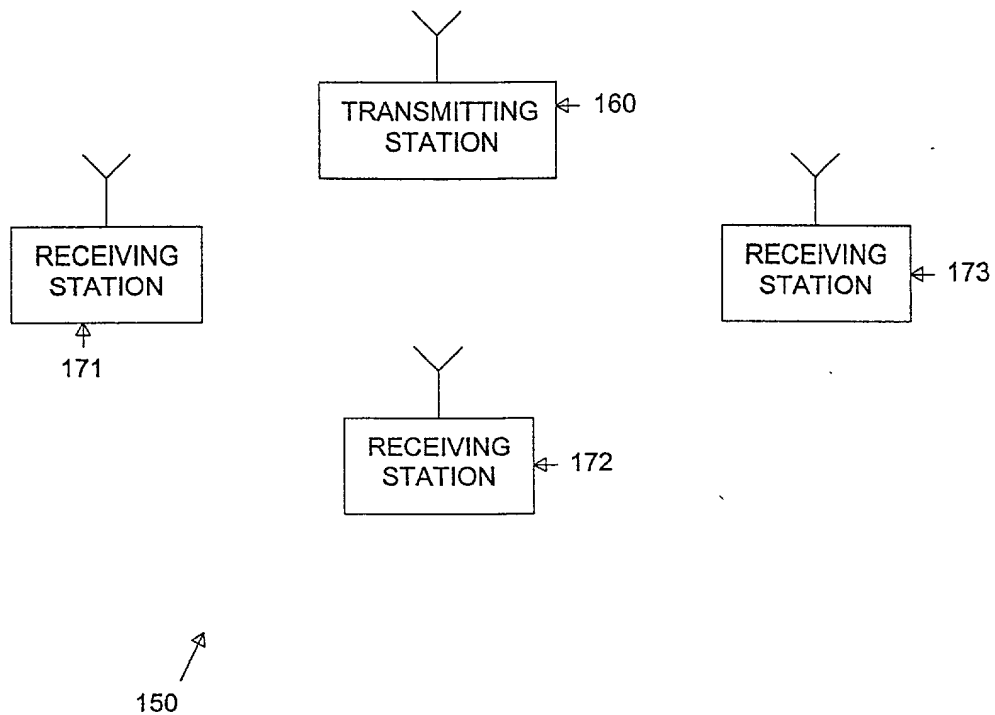 TRANSMITTING
STATION
160
RECEIVING
STATION
171
RECEIVING
STATION
173
RECEIVING
STATION
172
150